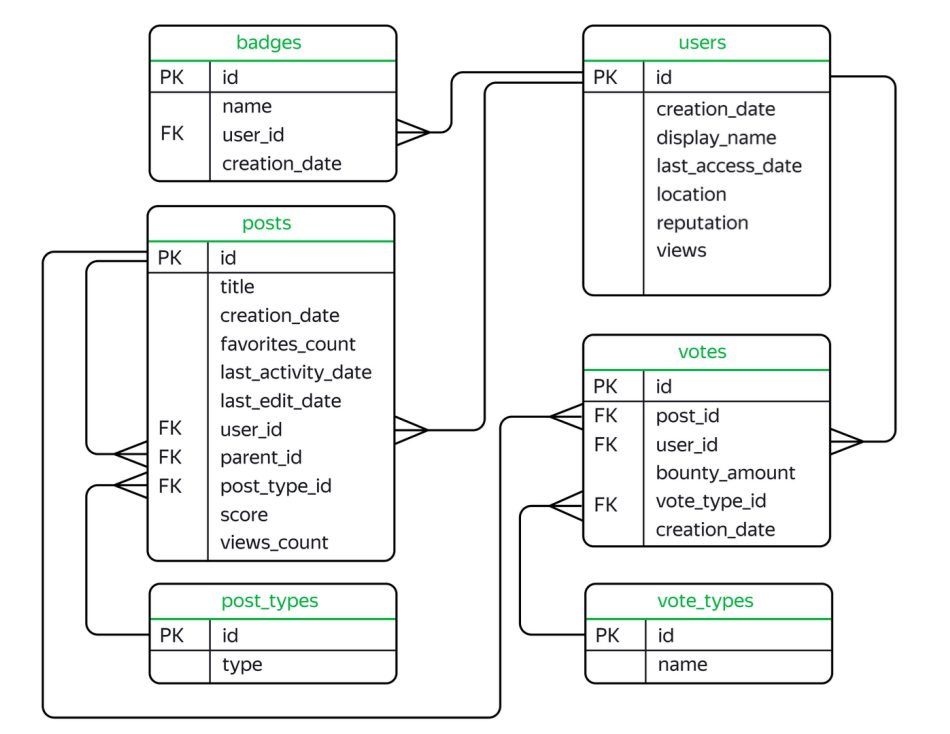 badges
PK id
name
FK user_id
creation_date
users
PK id
creation_date
display_name
last_access_date
location
reputation
views
posts
PK id
title
creation_date
favorites_count
last_activity_date
last_edit_date
FK user_id
FK parent_id
FK post_type_id
score
views_count
votes
PK id
FK post_id
FK user_id
bounty_amount
FK vote_type_id
creation_date
post_types
PK id
type
vote_types
PK id
name